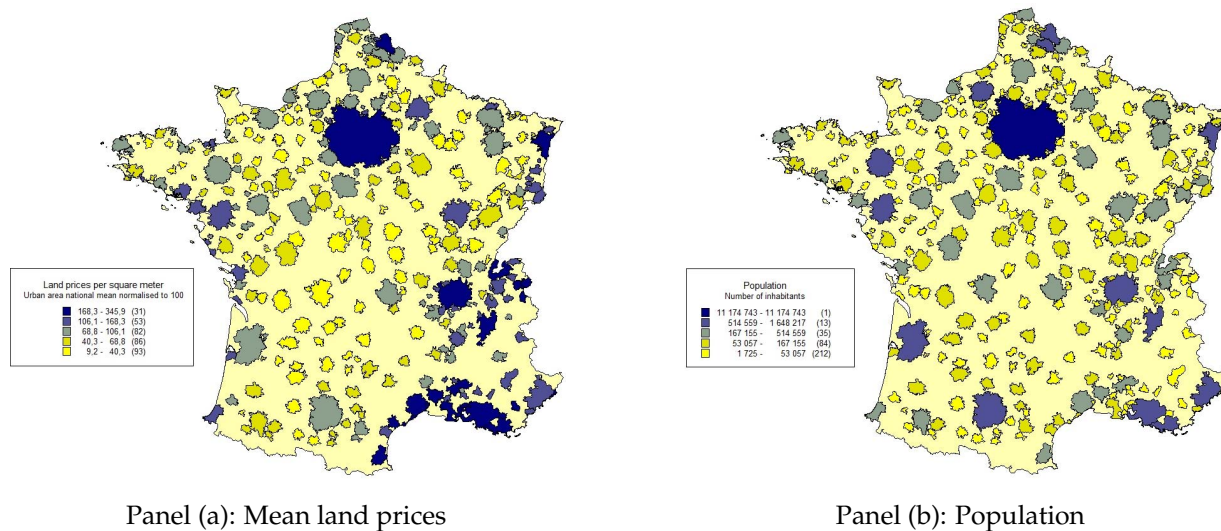 Land prices per square meter
Urban area national mean normalised to 100
168,3 - 345,9 (31)
106,1 - 168,3 (53)
68,8 - 106,1 (82)
40,3 - 68,8 (86)
9,2 - 40,3 (93)
Population
Number of inhabitants
11 174 743 - 11 174 743 (1)
514 559 - 1 648 217 (13)
167 155 - 514 559 (35)
53 057 - 167 155 (84)
1 725 - 53 057 (212)
Panel (a): Mean land prices
Panel (b): Population